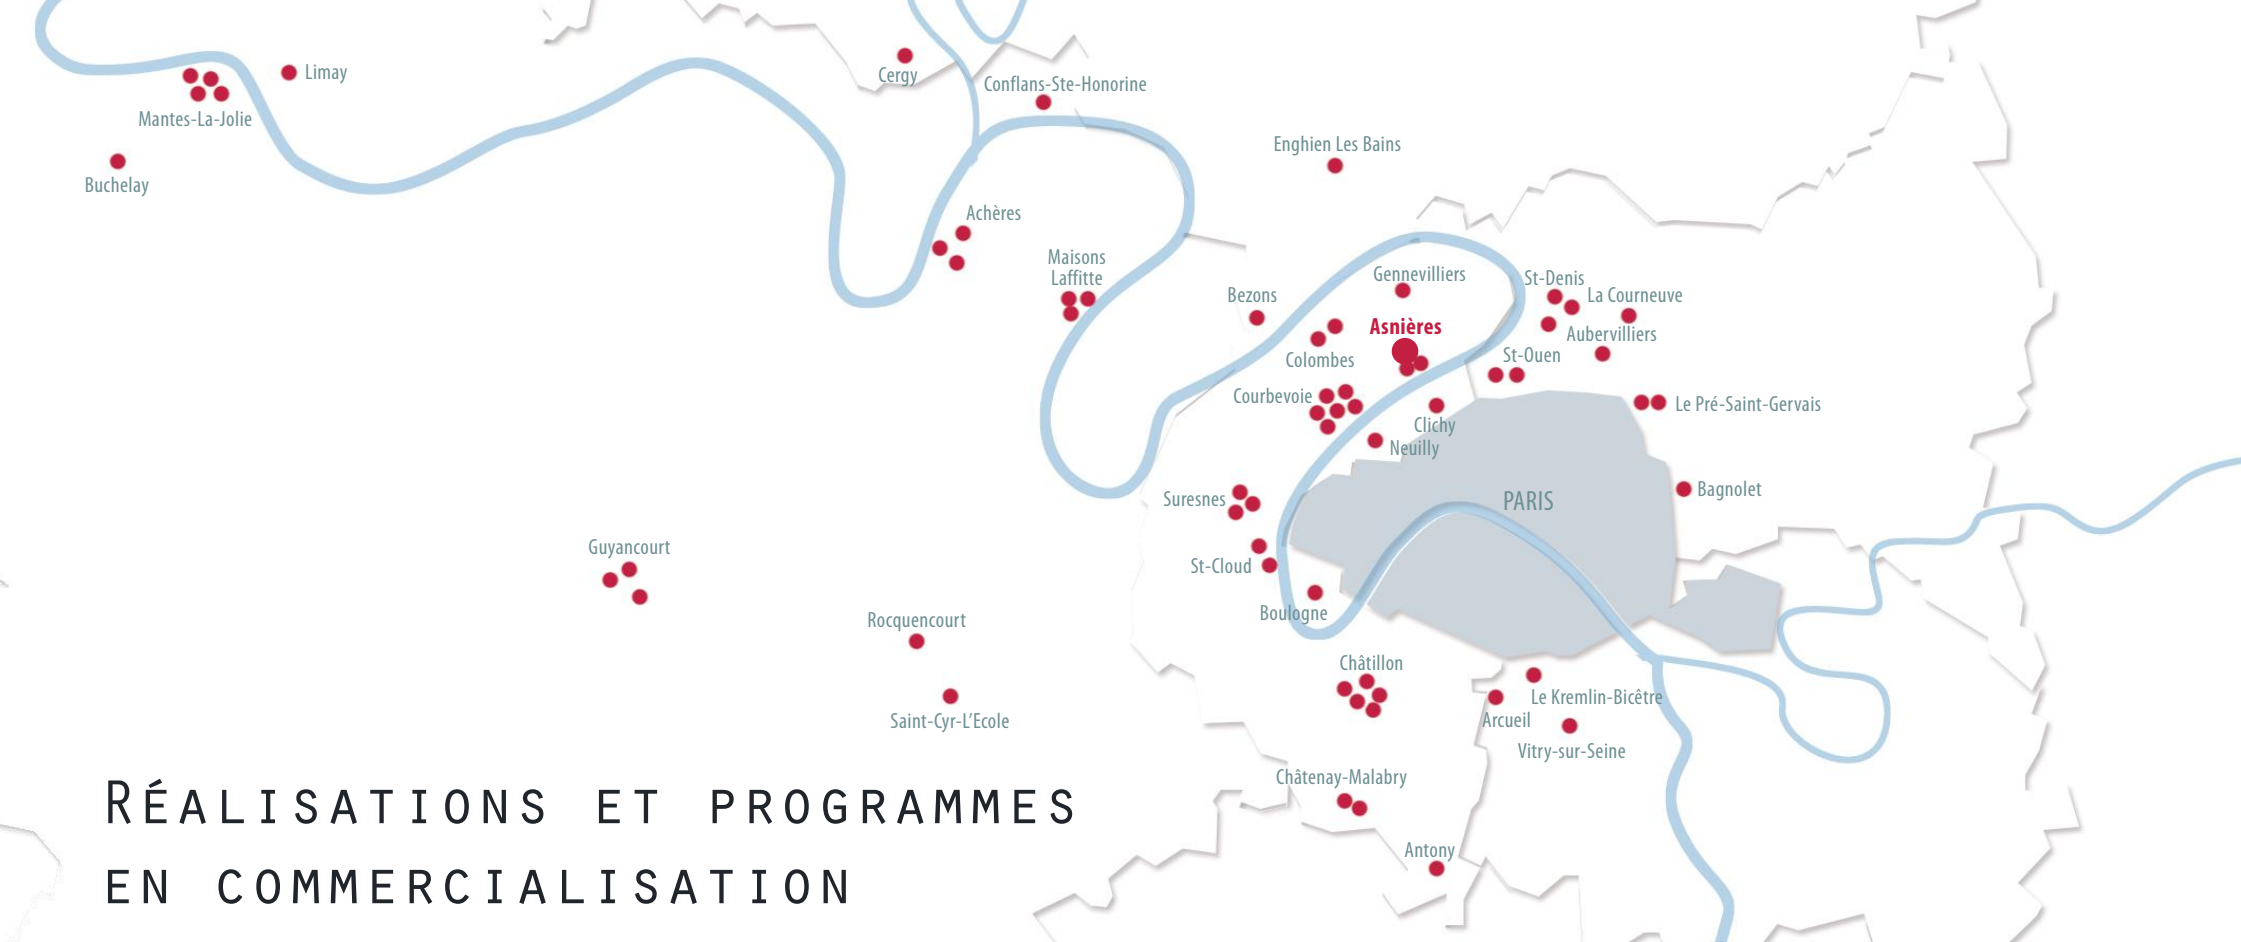 Limay
Cergy
Conflans-Ste-Honorine
Mantes-La-Jolie
Enghien Les Bains
Buchelay
Achères
Maisons
Laffitte
Gennevilliers
St-Denis
Bezons
La Courneuve
Asnières
Aubervilliers
Colombes
St-Ouen
Courbevoie
Le Pré-Saint-Gervais
Clichy
Neuilly
Suresnes
PARIS
Bagnolet
Guyancourt
St-Cloud
Boulogne
Rocquencourt
Châtillon
Le Kremlin-Bicêtre
Saint-Cyr-L'Ecole
Arcueil
Vitry-sur-Seine
Châtenay-Malabry
Antony
RÉALISATIONS ET PROGRAMMES
EN COMMERCIALISATION